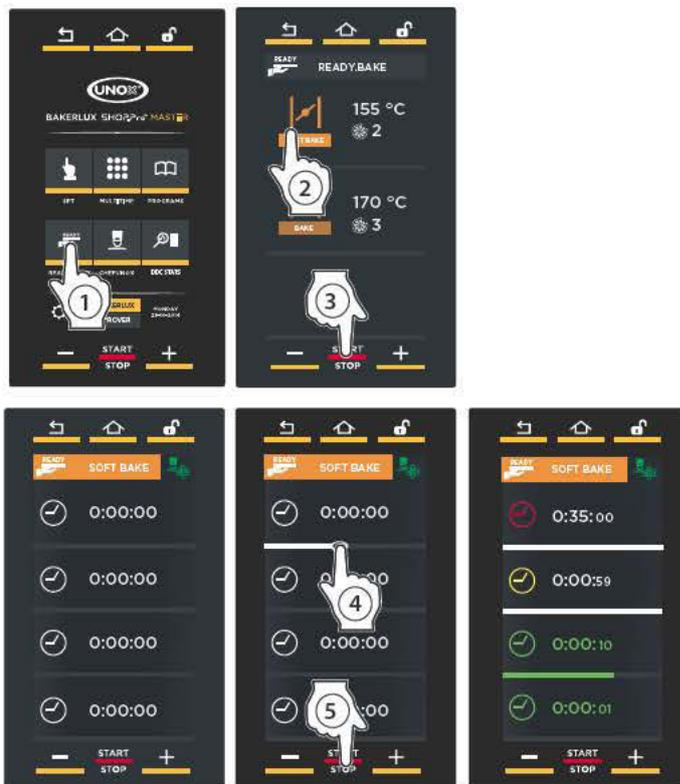 UNOX
BAKERLUX SHOP.Pro MASTER
SET MULTITIME PROGRAMS
READY
CHEFUNOX DDC STATS
1
MONDAY
START
STOP
READY
READY.BAKE
155 °C
2
2
170 °C
BAKE
3
3
START
STOP
READY
SOFT BAKE
0:00:00
0:00:00
0:00:00
0:00:00
START
STOP
READY
SOFT BAKE
0:00:00
4
0:00:00
5
STOP
READY
SOFT BAKE
0:35:00
0:00:59
0:00:10
0:00:01
START
STOP